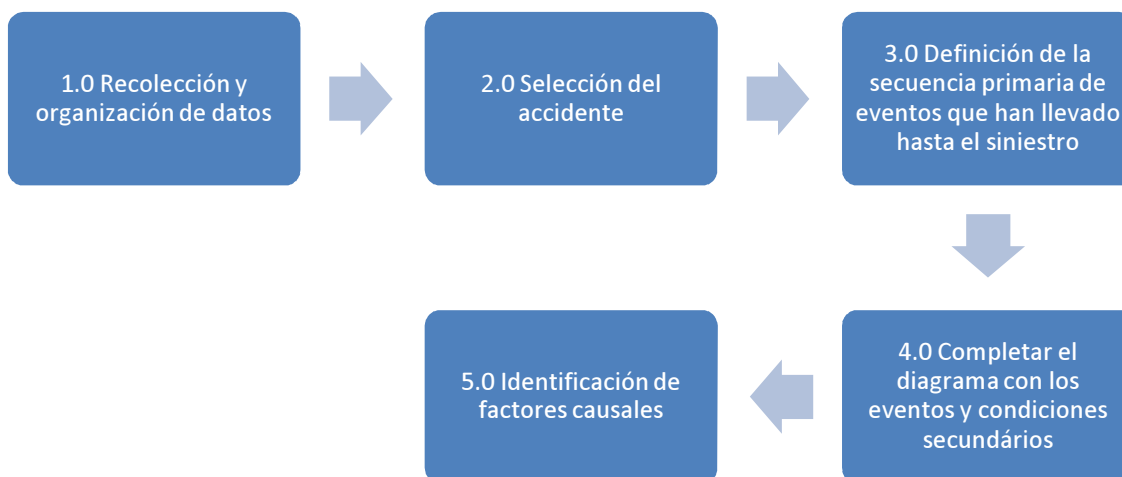 1.0 Recolección y
organización de datos
2.0 Selección del
accidente
3.0 Definición de la
secuencia primaria de
eventos que han llevado
hasta el siniestro
4.0 Completar el
diagrama con los
eventos y condiciones
secundários
5.0 Identificación de
factores causales